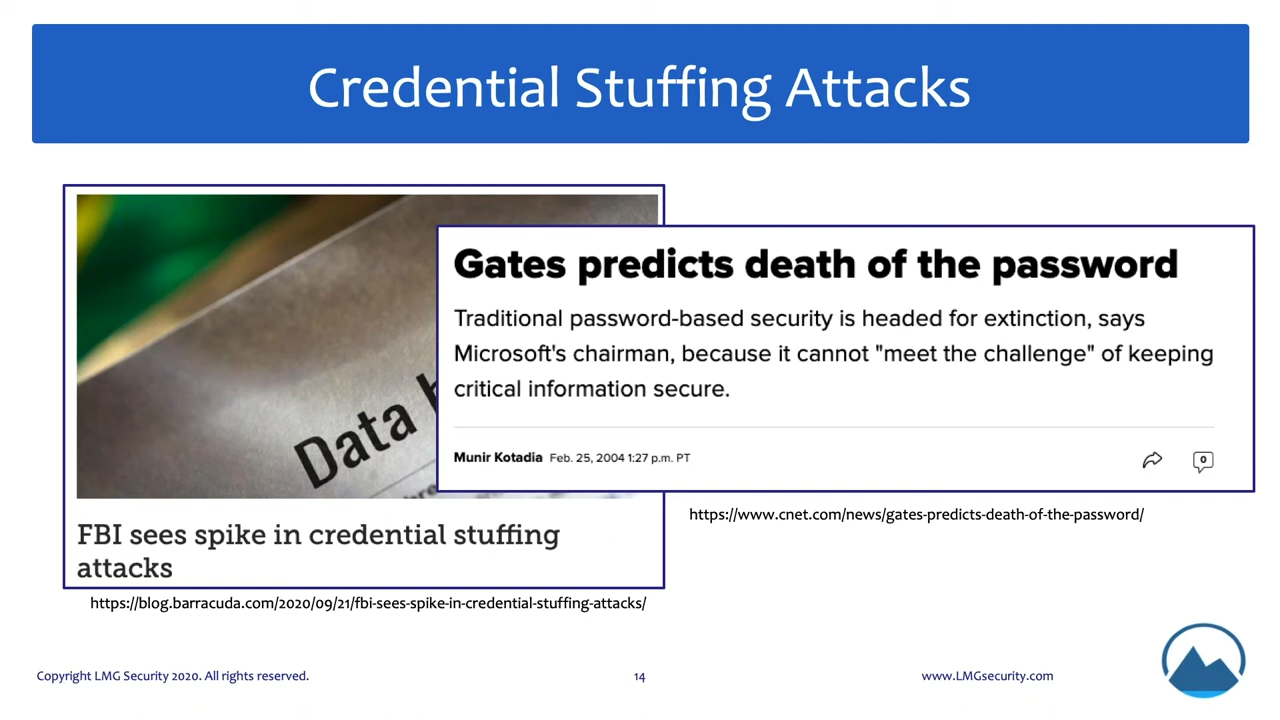 Credential Stuffing Attacks
Data
FBI sees spike in credential stuffing
attacks
https://blog.barracuda.com/2020/09/21/fbi-sees-spike-in-credential-stuffing-attacks/
Gates predicts death of the password
Traditional password-based security is headed for extinction, says
Microsoft's chairman, because it cannot "meet the challenge" of keeping
critical information secure.
Munir Kotadia Feb. 25, 2004 1:27 p.m. PT
0
https://www.cnet.com/news/gates-predicts-death-of-the-password/
Copyright LMG Security 2020. All rights reserved.
14
www.LMGsecurity.com